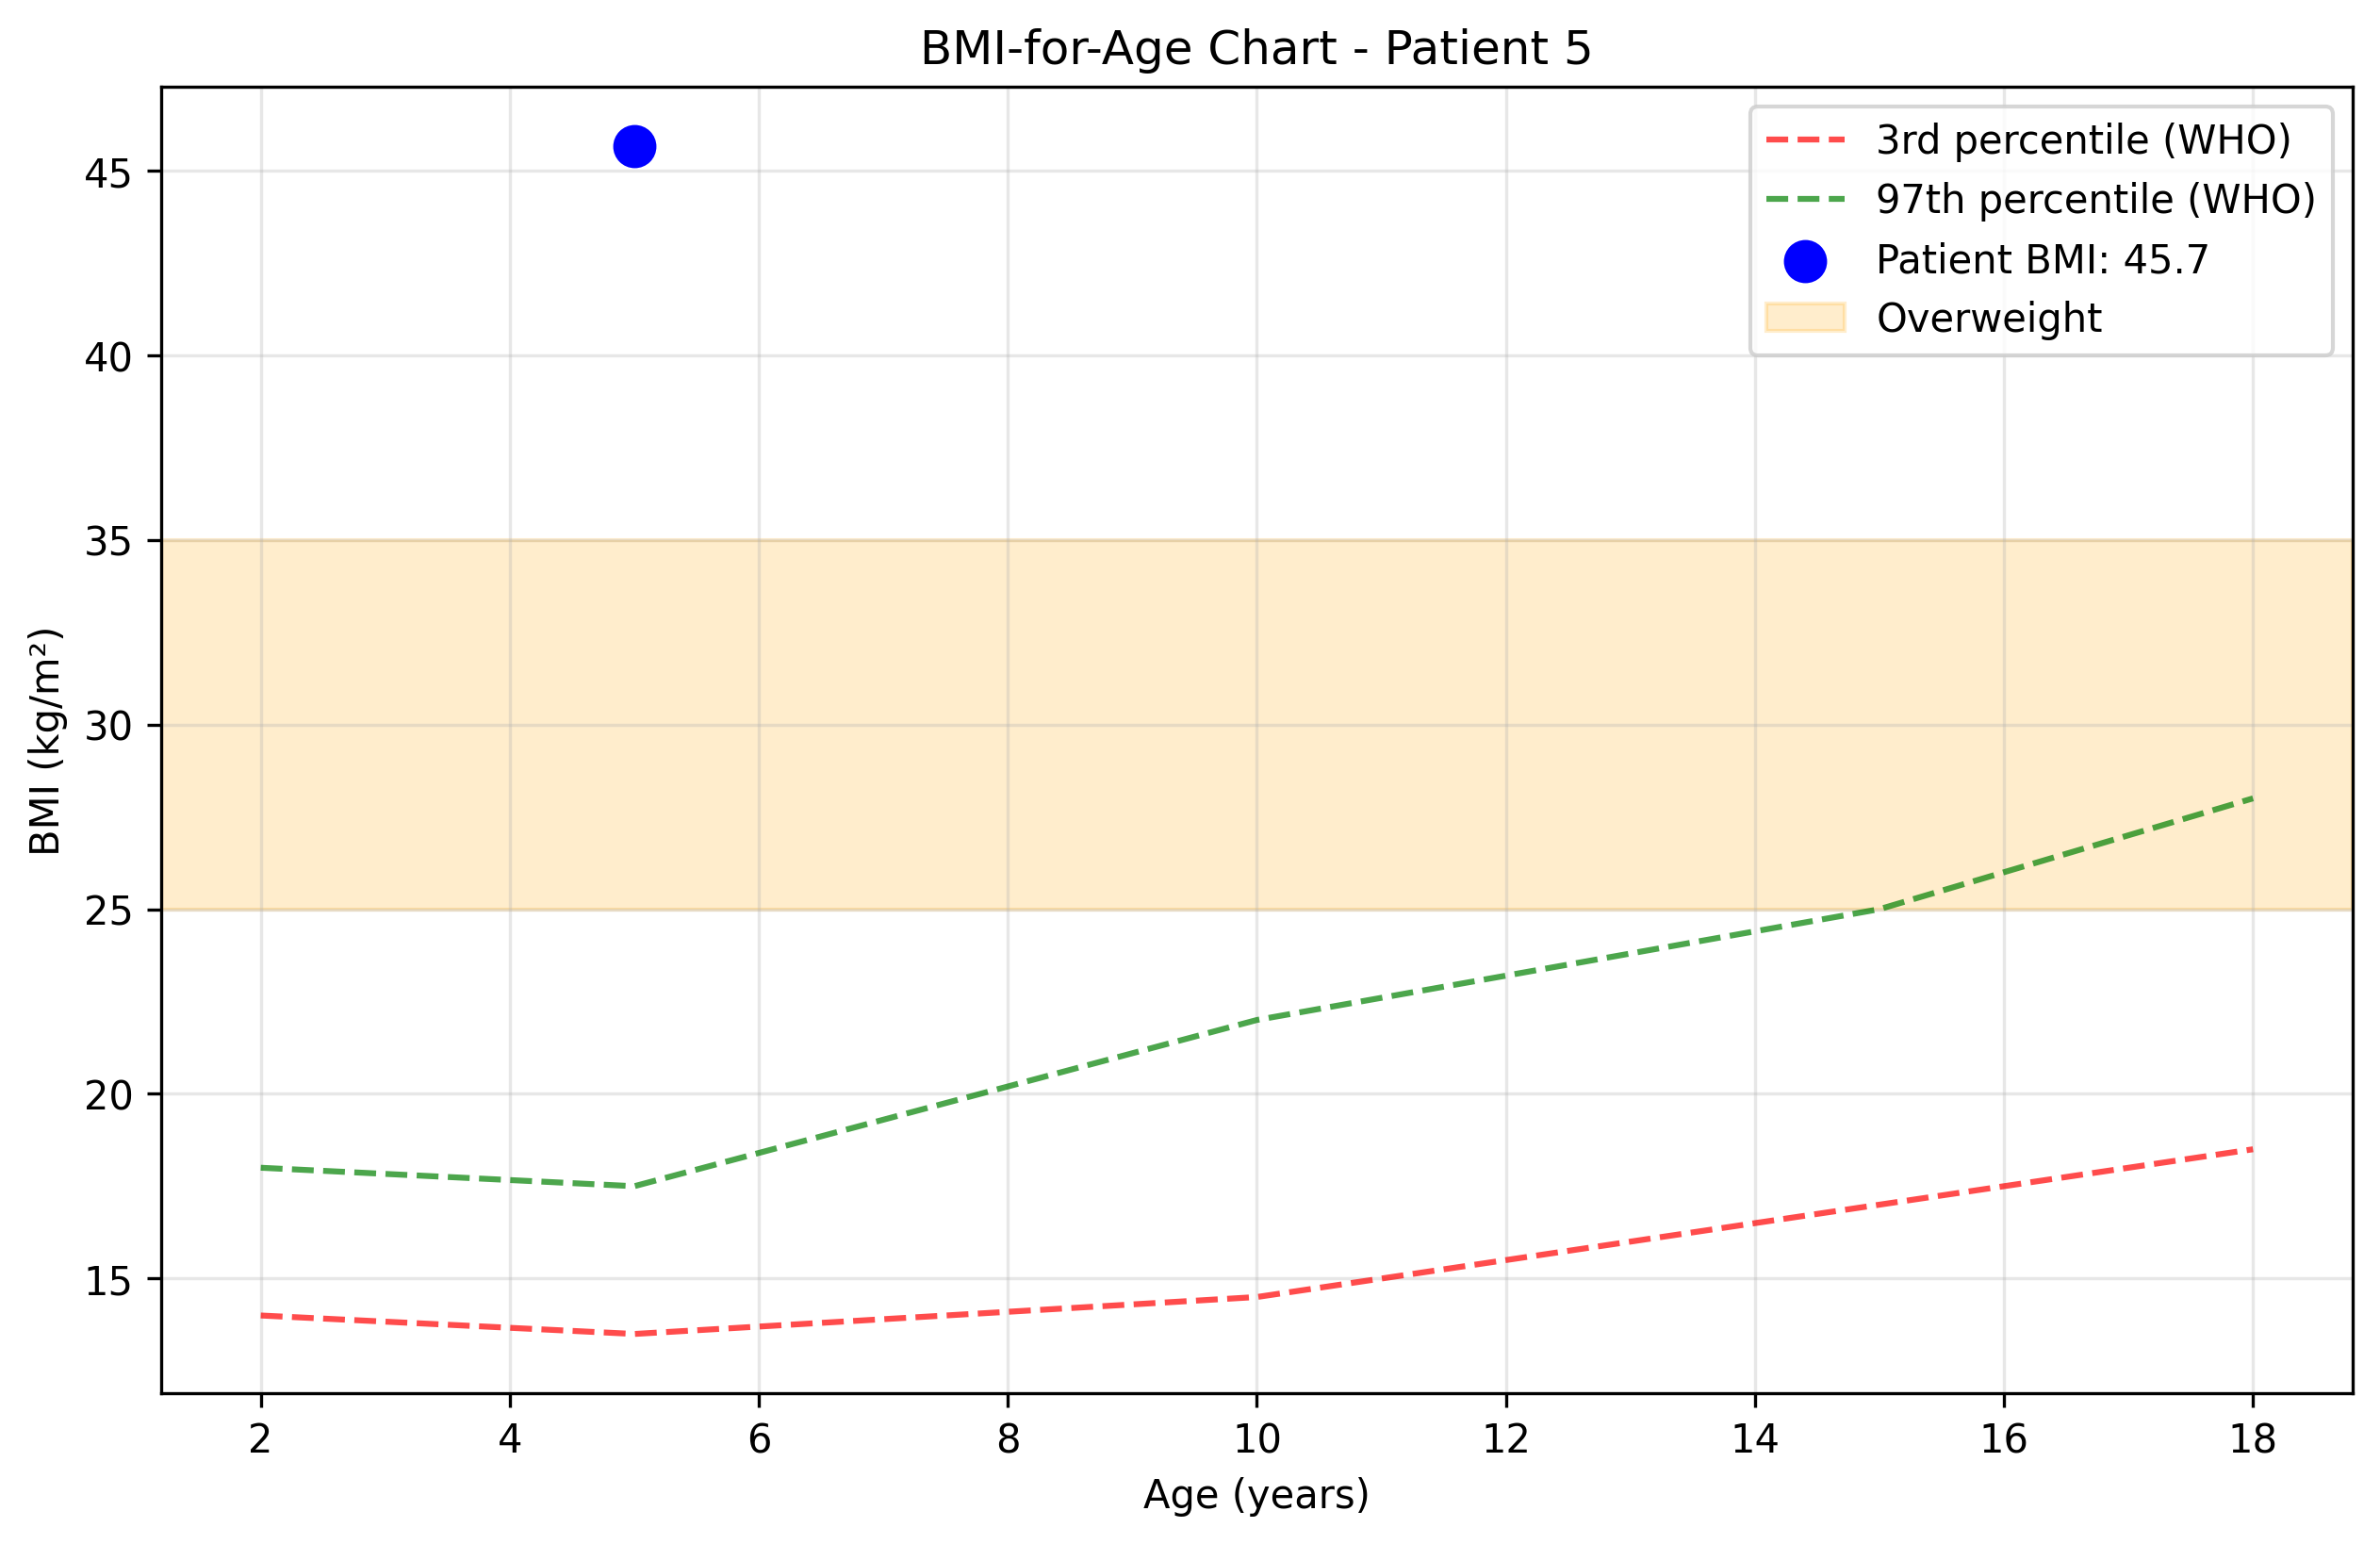 BMI-for-Age Chart - Patient 5
3rd percentile (WHO)
97th percentile (WHO)
Patient BMI: 45.7
Overweight
BMI (kg/m²)
45
40
35
30
25
20
15
2 4 6 8 10 12 14 16 18
Age (years)